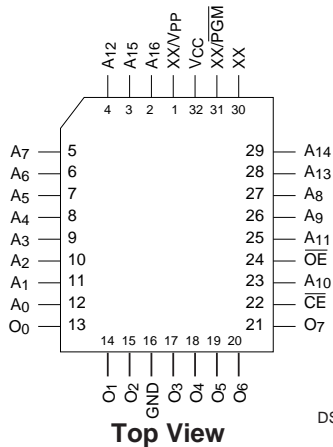 A12 A15 A16 XX/VPP VCC XX/PGM XX
4 3 2 1 32 31 30
A7 5 29 A14
A6 6 28 A13
A5 7 27 A8
A4 8 26 A9
A3 9 25 A11
A2 10 24 OE
A1 11 23 A10
A0 12 22 CE
O0 13 21 O7
14 15 16 17 18 19 20
O1 O2 GND O3 O4 O5 O6
DS
Top View